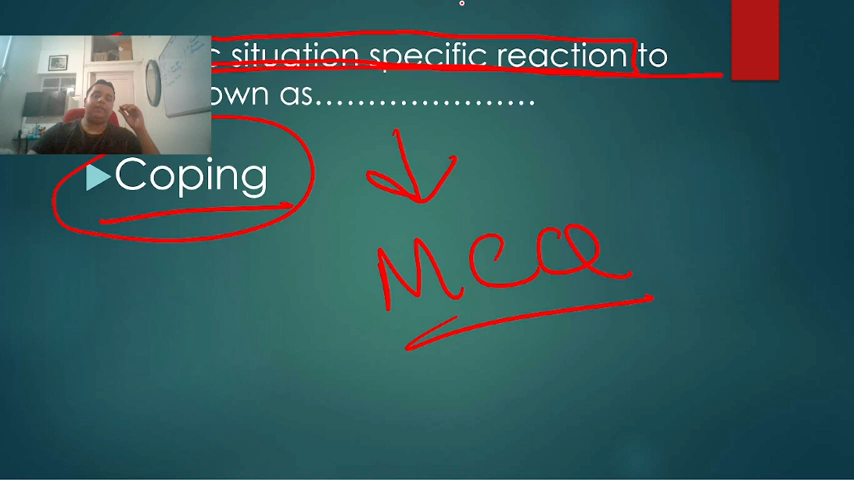 c situation specific reaction to
own as.....................
Coping
MCQ